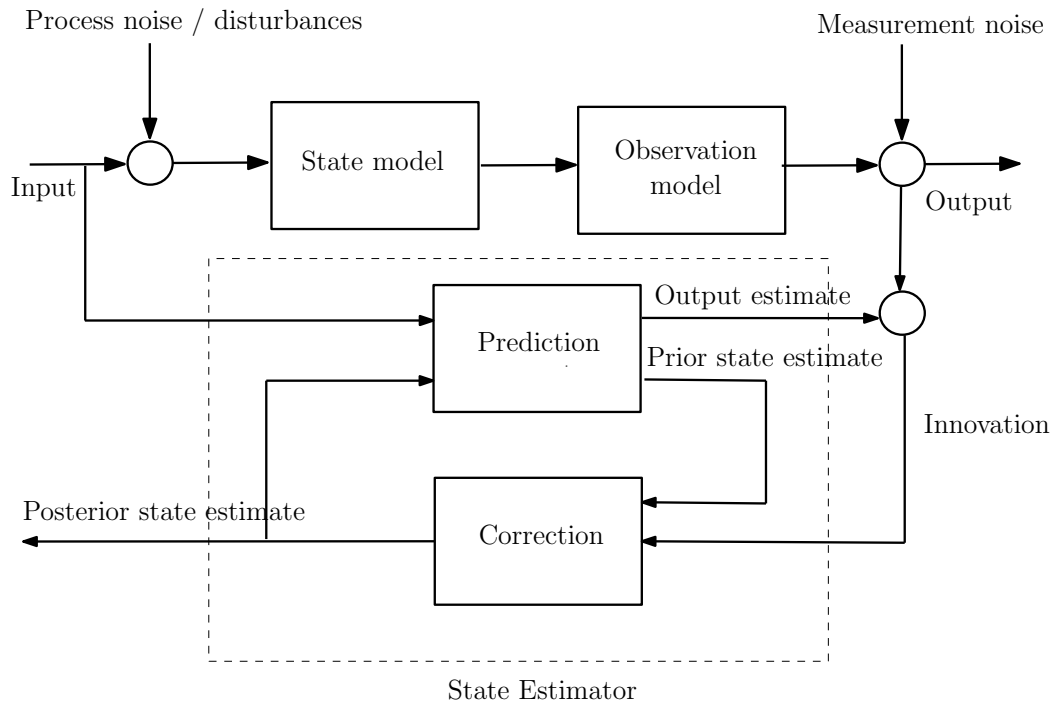 Process noise / disturbances
Measurement noise
State model
Observation
model
Input
Output
Output estimate
Prediction
Prior state estimate
Innovation
Posterior state estimate
Correction
State Estimator